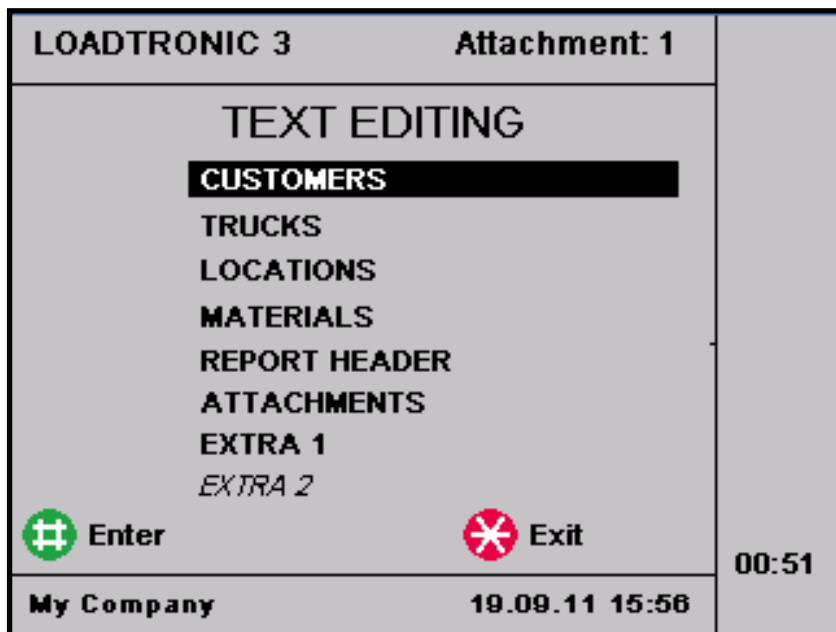 LOADTRONIC 3 Attachment: 1
TEXT EDITING
CUSTOMERS
TRUCKS
LOCATIONS
MATERIALS
REPORT HEADER
ATTACHMENTS
EXTRA 1
EXTRA 2
Enter Exit
00:51
My Company 19.09.11 15:56